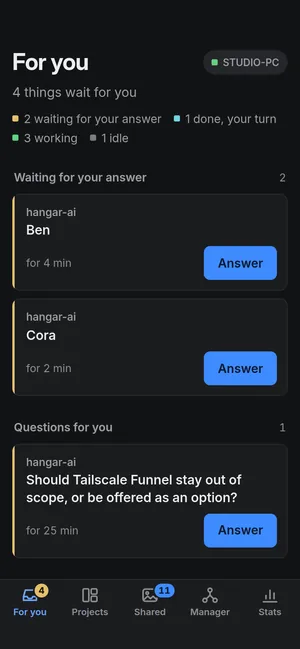 For you
STUDIO-PC
4 things wait for you
2 waiting for your answer
1 done, your turn
3 working
1 idle
Waiting for your answer
2
hangar-ai
Ben
for 4 min
Answer
hangar-ai
Cora
for 2 min
Answer
Questions for you
1
hangar-ai
Should Tailscale Funnel stay out of
scope, or be offered as an option?
for 25 min
Answer
4
11
For you
Projects
Shared
Manager
Stats